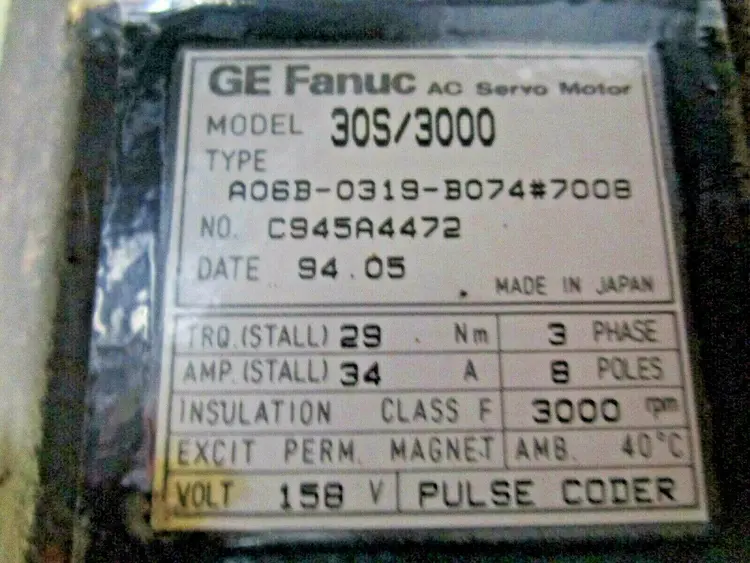 GE Fanuc AC Servo Motor
MODEL 30S/3000
TYPE
A06B-0319-B074#7008
NO. C945A4472
DATE 94.05
MADE IN JAPAN
TRQ.(STALL) 29 Nm 3 PHASE
AMP.(STALL) 34 A 8 POLES
INSULATION CLASS F 3000 rpm
EXCIT PERM. MAGNET AMB. 40°C
VOLT 158 V PULSE CODER